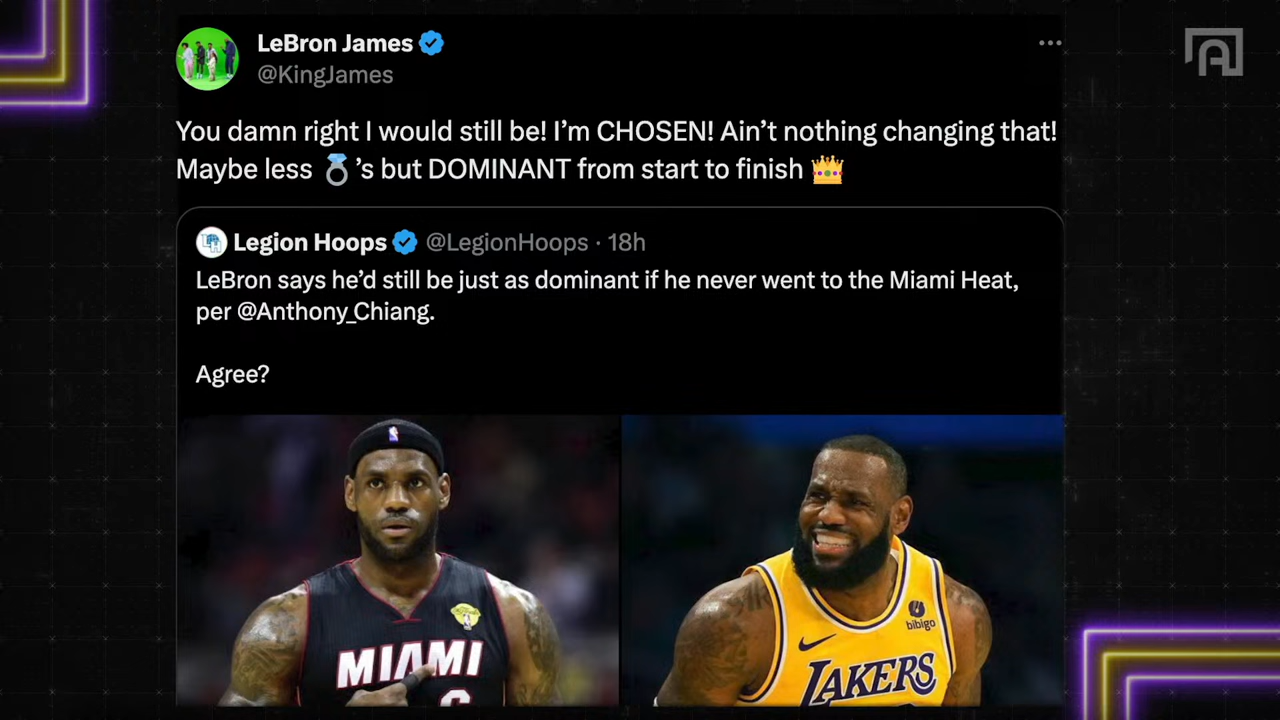 LeBron James
@KingJames
You damn right I would still be! I’m CHOSEN! Ain’t nothing changing that!
Maybe less 💍’s but DOMINANT from start to finish 👑
Legion Hoops @LegionHoops · 18h
LeBron says he’d still be just as dominant if he never went to the Miami Heat,
per @Anthony_Chiang.
Agree?
MIAMI
bibigo
LAKERS